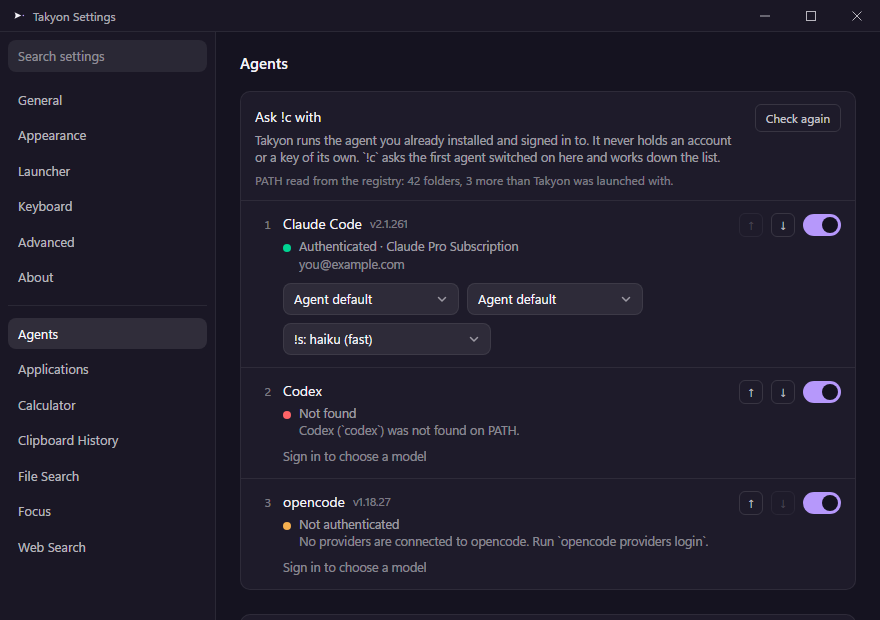 Takyon Settings
Search settings
General
Appearance
Launcher
Keyboard
Advanced
About
Agents
Applications
Calculator
Clipboard History
File Search
Focus
Web Search
Agents
Ask !c with
Check again
Takyon runs the agent you already installed and signed in to. It never holds an account
or a key of its own. `!c` asks the first agent switched on here and works down the list.
PATH read from the registry: 42 folders, 3 more than Takyon was launched with.
1 Claude Code v2.1.261 ↑ ↓
Authenticated · Claude Pro Subscription
you@example.com
Agent default Agent default
!s: haiku (fast)
2 Codex ↑ ↓
Not found
Codex (`codex`) was not found on PATH.
Sign in to choose a model
3 opencode v1.18.27 ↑ ↓
Not authenticated
No providers are connected to opencode. Run `opencode providers login`.
Sign in to choose a model